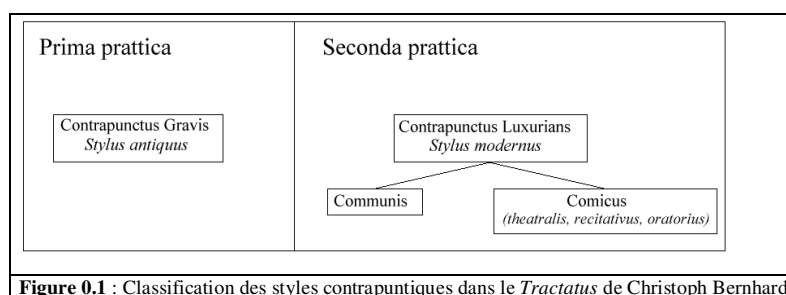 Prima prattica
Seconda prattica
Contrapunctus Gravis
Stylus antiquus
Contrapunctus Luxurians
Stylus modernus
Communis
Comicus
(theatralis, recitativus, oratorius)
Figure 0.1 : Classification des styles contrapuntiques dans le Tractatus de Christoph Bernhard